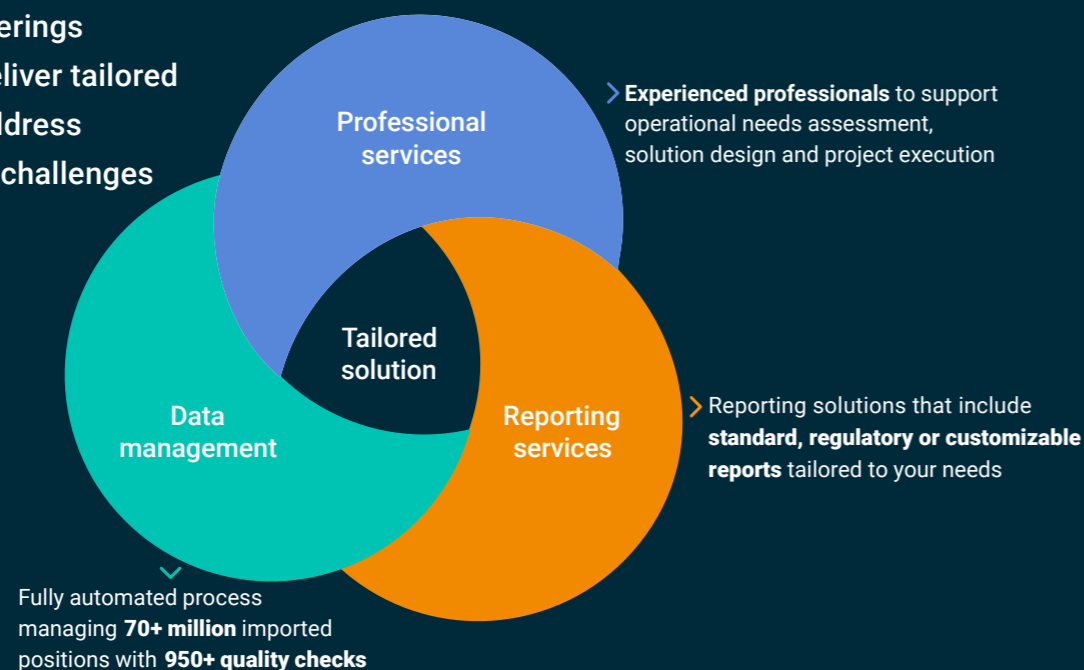 erings
eliver tailored
ddress
challenges
Professional
services
Experienced professionals to support
operational needs assessment,
solution design and project execution
Tailored
solution
Data
management
Reporting
services
Reporting solutions that include
standard, regulatory or customizable
reports tailored to your needs
Fully automated process
managing 70+ million imported
positions with 950+ quality checks